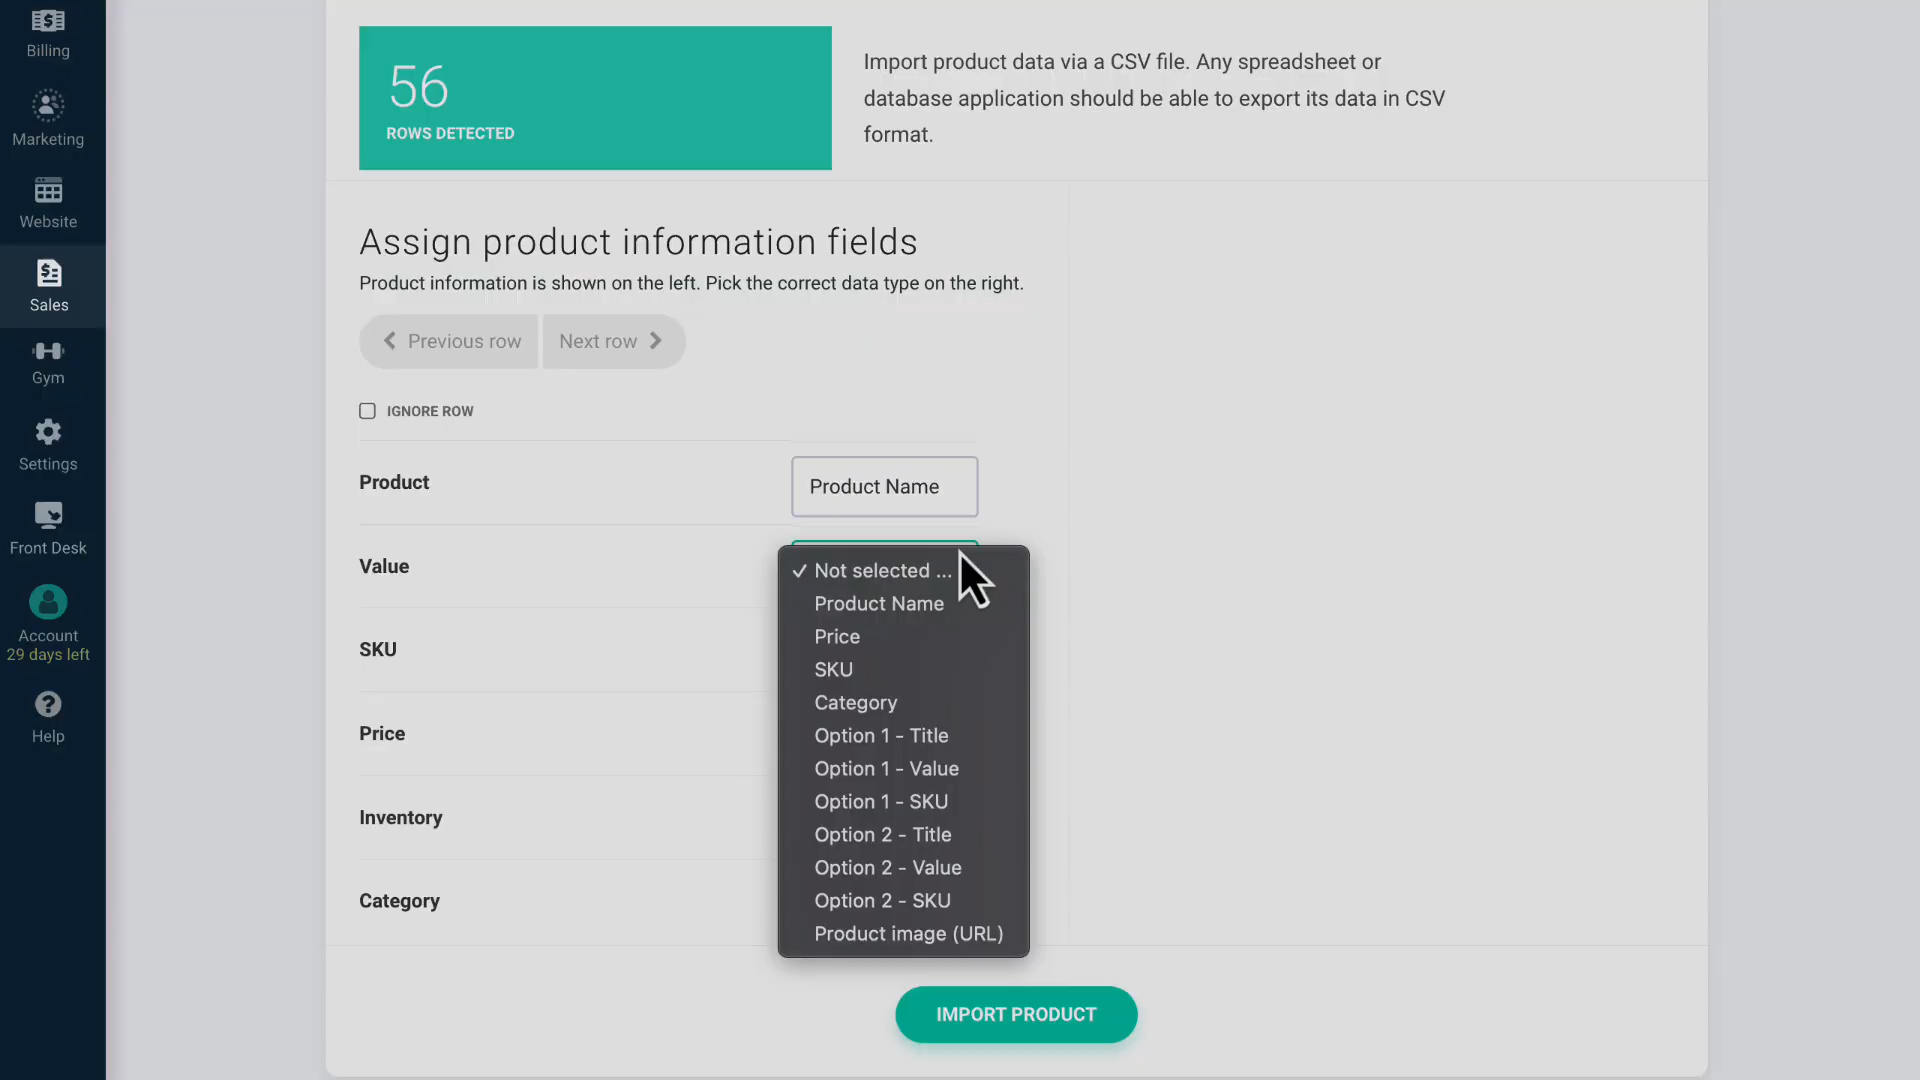 Billing
Marketing
Website
Sales
Gym
Settings
Front Desk
Account
29 days left
Help
56
ROWS DETECTED
Import product data via a CSV file. Any spreadsheet or
database application should be able to export its data in CSV
format.
Assign product information fields
Product information is shown on the left. Pick the correct data type on the right.
Previous row
Next row
IGNORE ROW
Product
Product Name
Value
SKU
Price
Inventory
Category
✓ Not selected ...
Product Name
Price
SKU
Category
Option 1 - Title
Option 1 - Value
Option 1 - SKU
Option 2 - Title
Option 2 - Value
Option 2 - SKU
Product image (URL)
IMPORT PRODUCT